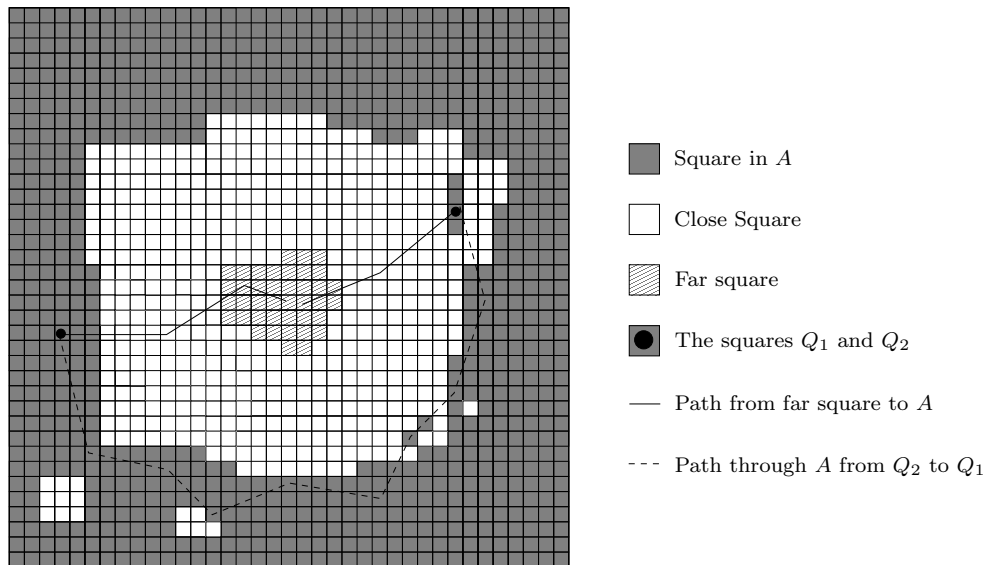 Square in A
Close Square
Far square
The squares Q₁ and Q₂
Path from far square to A
Path through A from Q₂ to Q₁